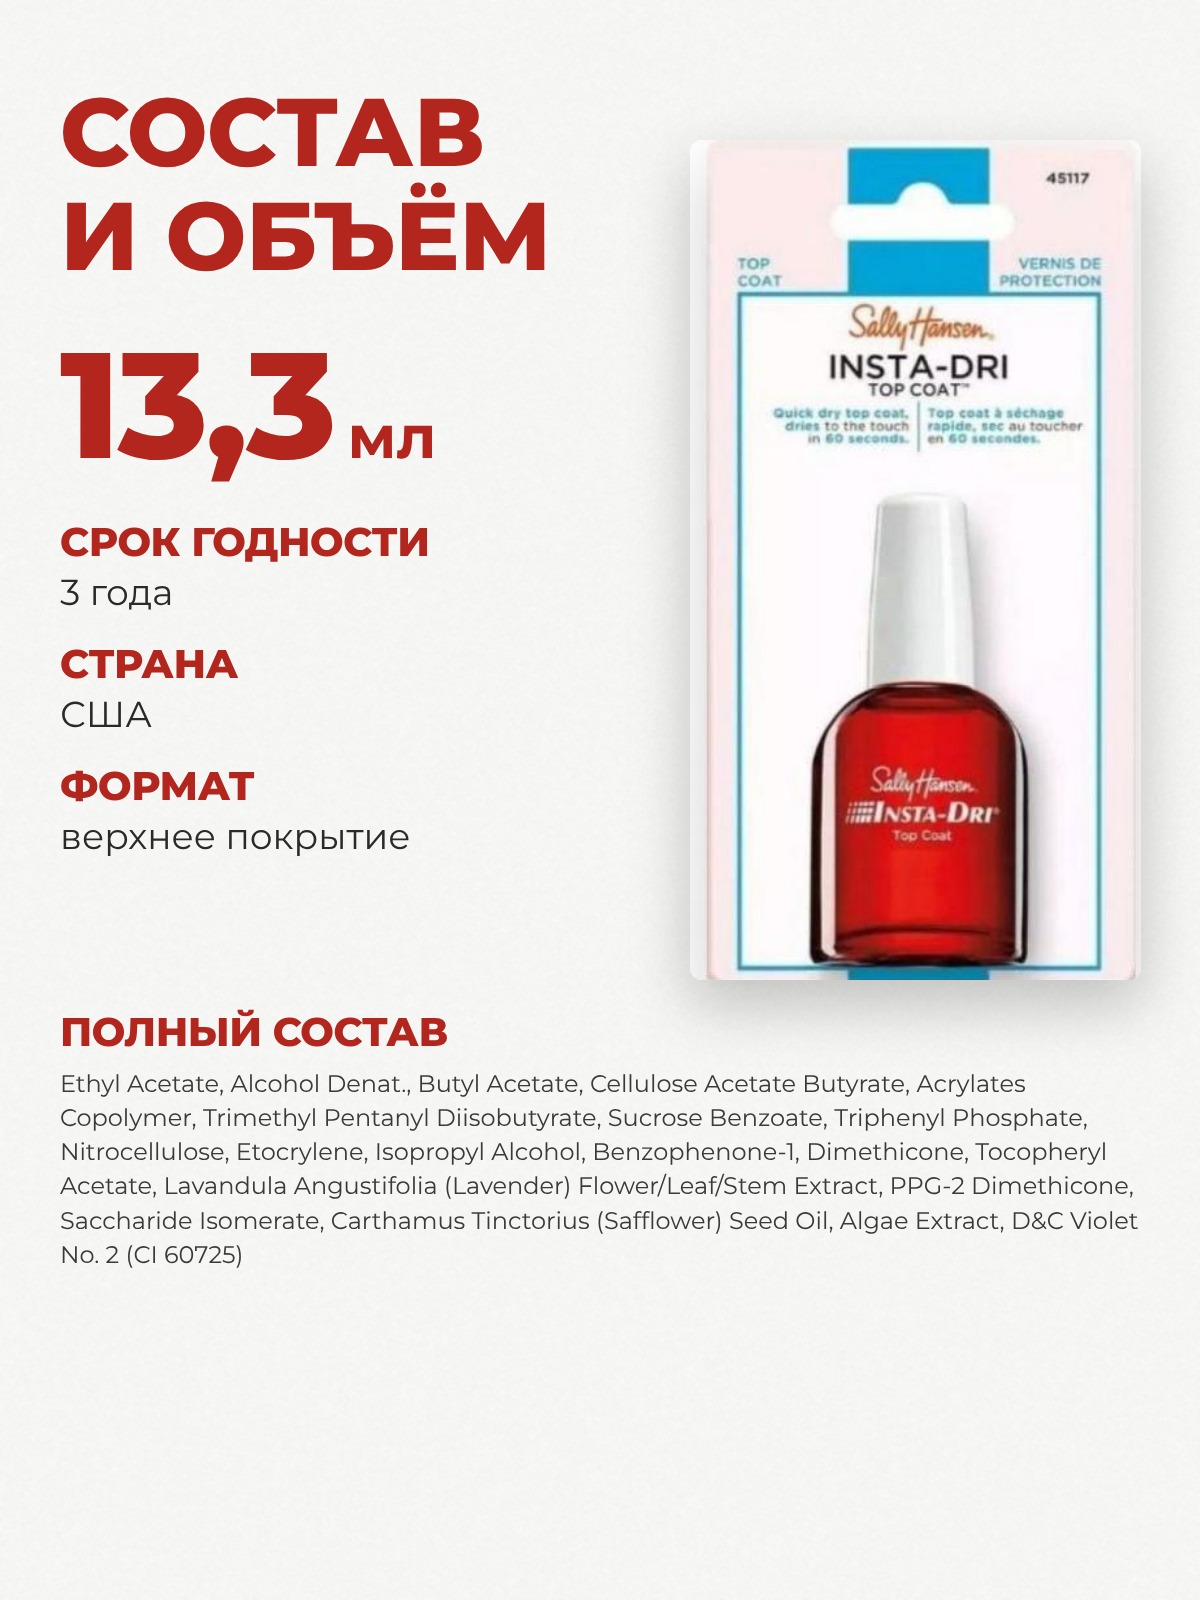 СОСТАВ
И ОБЪЁМ
13,3 мл
СРОК ГОДНОСТИ
3 года
СТРАНА
США
ФОРМАТ
верхнее покрытие
45117
TOP
COAT
VERNIS DE
PROTECTION
Sally Hansen
INSTA-DRI
TOP COAT™
Quick dry top coat,
dries to the touch
in 60 seconds.
Top coat à séchage
rapide, sec au toucher
en 60 secondes.
Sally Hansen
INSTA-DRI®
Top Coat
ПОЛНЫЙ СОСТАВ
Ethyl Acetate, Alcohol Denat., Butyl Acetate, Cellulose Acetate Butyrate, Acrylates
Copolymer, Trimethyl Pentanyl Diisobutyrate, Sucrose Benzoate, Triphenyl Phosphate,
Nitrocellulose, Etocrylene, Isopropyl Alcohol, Benzophenone-1, Dimethicone, Tocopheryl
Acetate, Lavandula Angustifolia (Lavender) Flower/Leaf/Stem Extract, PPG-2 Dimethicone,
Saccharide Isomerate, Carthamus Tinctorius (Safflower) Seed Oil, Algae Extract, D&C Violet
No. 2 (CI 60725)